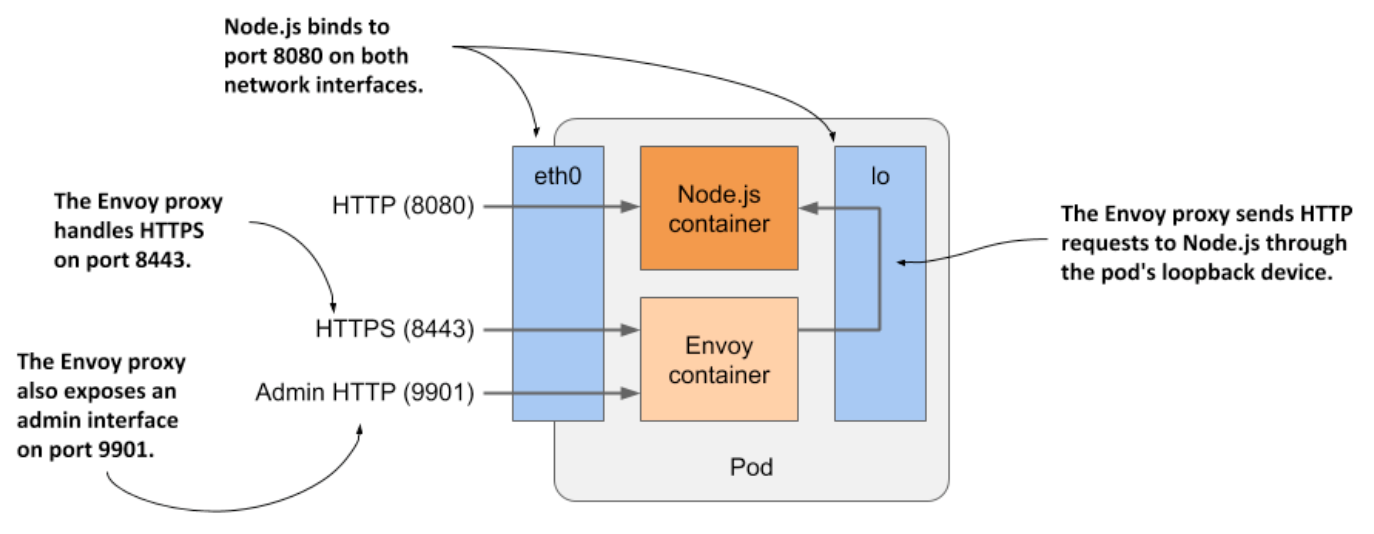 Node.js binds to
port 8080 on both
network interfaces.
eth0
lo
Node.js
container
HTTP (8080)
The Envoy proxy
handles HTTPS
on port 8443.
The Envoy proxy sends HTTP
requests to Node.js through
the pod's loopback device.
HTTPS (8443)
Envoy
container
The Envoy proxy
also exposes an
admin interface
on port 9901.
Admin HTTP (9901)
Pod